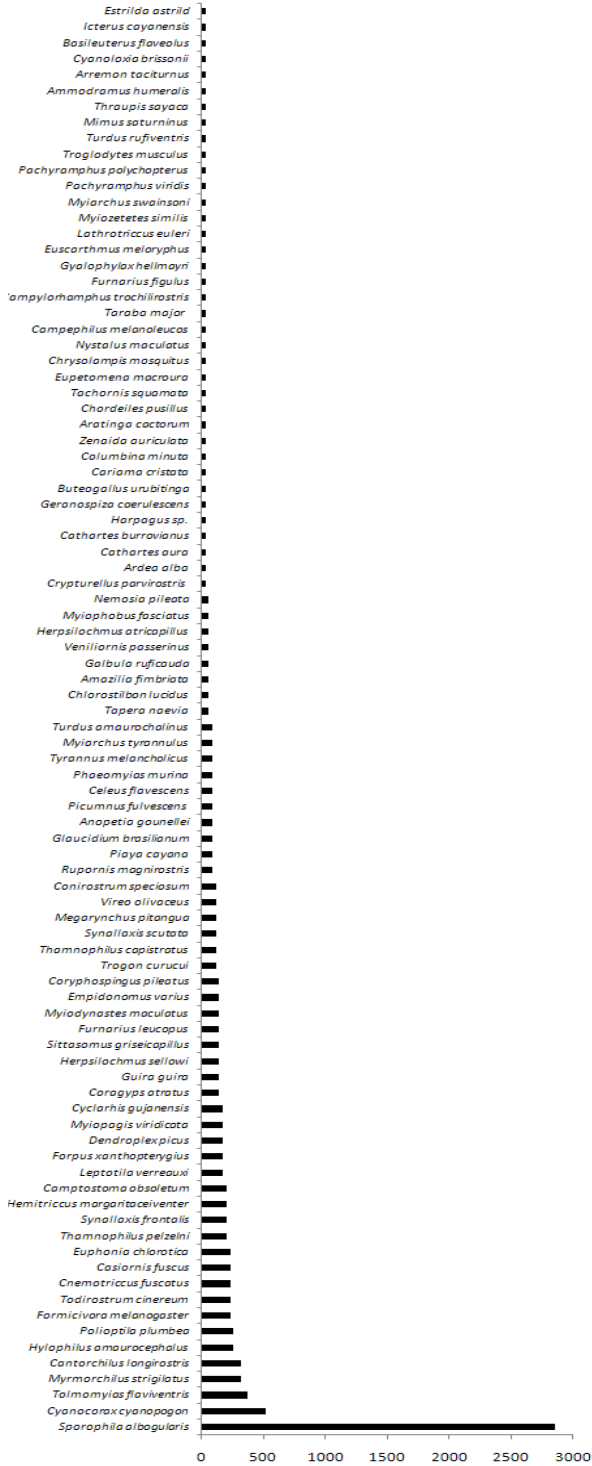 Estrilda astrild
Icterus cayanensis
Basileuterus flaveolus
Cyanoloxia brissonii
Arremon taciturnus
Ammodramus humeralis
Thraupis sayaca
Mimus saturninus
Turdus rufiventris
Troglodytes musculus
Pachyramphus polychopterus
Pachyramphus viridis
Myiarchus swainsoni
Myiozetetes similis
Lathrotriccus euleri
Euscarthmus meloryphus
Gyalophylax hellmayri
Furnarius figulus
ampylorhamphus trochilirostris
Taraba major
Campephilus melanoleucos
Nystalus maculatus
Chrysolampis mosquitus
Eupetomena macroura
Tachornis squamata
Chordeiles pusillus
Aratinga cactorum
Zenaida auriculata
Columbina minuta
Cariama cristata
Buteogallus urubitinga
Geranospiza caerulescens
Harpagus sp.
Cathartes burrovianus
Cathartes aura
Ardea alba
Crypturellus parvirostris
Nemosia pileata
Myiophobus fasciatus
Herpsilochmus atricapillus
Veniliornis passerinus
Galbula ruficauda
Amazilia fimbriata
Chlorostilbon lucidus
Tapera naevia
Turdus amaurochalinus
Myiarchus tyrannulus
Tyrannus melancholicus
Phaeomyias murina
Celeus flavescens
Picumnus fulvescens
Anopetia gounellei
Glaucidium brasilianum
Piaya cayana
Rupornis magnirostris
Conirostrum speciosum
Vireo olivaceus
Megarynchus pitangua
Synallaxis scutata
Thamnophilus capistratus
Trogon curucui
Coryphospingus pileatus
Empidonomus varius
Myiodynastes maculatus
Furnarius leucopus
Sittasomus griseicapillus
Herpsilochmus sellowi
Guira guira
Coragyps atratus
Cyclarhis gujanensis
Myiopagis viridicata
Dendroplex picus
Forpus xanthopterygius
Leptotila verreauxi
Camptostoma obsoletum
Hemitriccus margaritaceiventer
Synallaxis frontalis
Thamnophilus pelzelni
Euphonia chlorotica
Casiornis fuscus
Cnemotriccus fuscatus
Todirostrum cinereum
Formicivora melanogaster
Polioptila plumbea
Hylophilus amaurocephalus
Cantorchilus longirostris
Myrmorchilus strigilatus
Tolmomyias flaviventris
Cyanocorax cyanopogon
Sporophila albogularis
0 500 1000 1500 2000 2500 3000